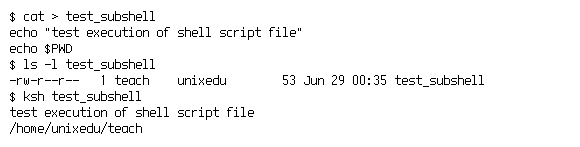 $ cat > test_subshell
echo "test execution of shell script file"
echo $PWD
$ ls -l test_subshell
-rw-r--r--   1 teach    unixedu        53 Jun 29 00:35 test_subshell
$ ksh test_subshell
test execution of shell script file
/home/unixedu/teach